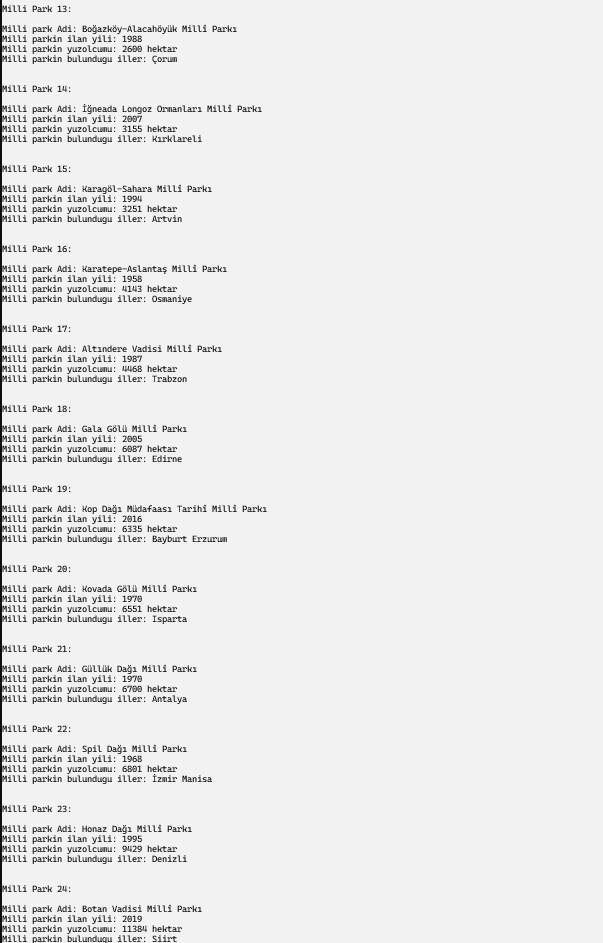 Milli Park 13:
Milli park Adi: Boğazköy-Alacahöyük Millî Parkı
Milli parkin ilan yili: 1988
Milli parkin yuzolcumu: 2600 hektar
Milli parkin bulundugu iller: Çorum
Milli Park 14:
Milli park Adi: İğneada Longoz Ormanları Millî Parkı
Milli parkin ilan yili: 2007
Milli parkin yuzolcumu: 3155 hektar
Milli parkin bulundugu iller: Kırklareli
Milli Park 15:
Milli park Adi: Karagöl-Sahara Millî Parkı
Milli parkin ilan yili: 1994
Milli parkin yuzolcumu: 3251 hektar
Milli parkin bulundugu iller: Artvin
Milli Park 16:
Milli park Adi: Karatepe-Aslantaş Millî Parkı
Milli parkin ilan yili: 1958
Milli parkin yuzolcumu: 4143 hektar
Milli parkin bulundugu iller: Osmaniye
Milli Park 17:
Milli park Adi: Altındere Vadisi Millî Parkı
Milli parkin ilan yili: 1987
Milli parkin yuzolcumu: 4468 hektar
Milli parkin bulundugu iller: Trabzon
Milli Park 18:
Milli park Adi: Gala Gölü Millî Parkı
Milli parkin ilan yili: 2005
Milli parkin yuzolcumu: 6087 hektar
Milli parkin bulundugu iller: Edirne
Milli Park 19:
Milli park Adi: Kop Dağı Müdafaası Tarihî Millî Parkı
Milli parkin ilan yili: 2016
Milli parkin yuzolcumu: 6335 hektar
Milli parkin bulundugu iller: Bayburt Erzurum
Milli Park 20:
Milli park Adi: Kovada Gölü Millî Parkı
Milli parkin ilan yili: 1970
Milli parkin yuzolcumu: 6551 hektar
Milli parkin bulundugu iller: Isparta
Milli Park 21:
Milli park Adi: Güllük Dağı Millî Parkı
Milli parkin ilan yili: 1970
Milli parkin yuzolcumu: 6700 hektar
Milli parkin bulundugu iller: Antalya
Milli Park 22:
Milli park Adi: Spil Dağı Millî Parkı
Milli parkin ilan yili: 1968
Milli parkin yuzolcumu: 6801 hektar
Milli parkin bulundugu iller: İzmir Manisa
Milli Park 23:
Milli park Adi: Honaz Dağı Millî Parkı
Milli parkin ilan yili: 1995
Milli parkin yuzolcumu: 9429 hektar
Milli parkin bulundugu iller: Denizli
Milli Park 24:
Milli park Adi: Botan Vadisi Millî Parkı
Milli parkin ilan yili: 2019
Milli parkin yuzolcumu: 11384 hektar
Milli parkin bulundugu iller: Siirt